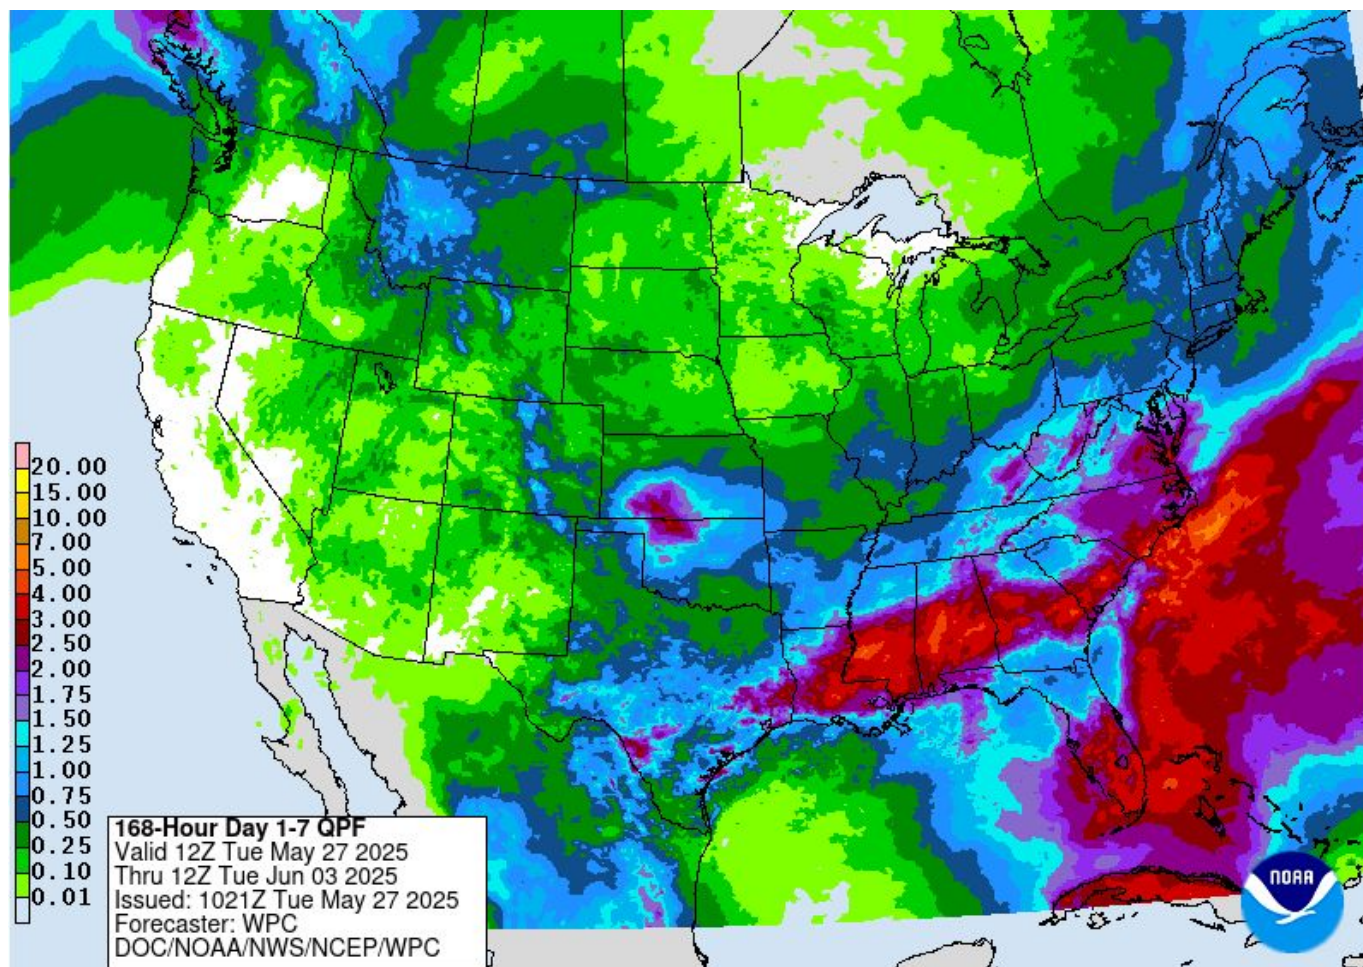 20.00
15.00
10.00
7.00
5.00
4.00
3.00
2.50
2.00
1.75
1.50
1.25
1.00
0.75
0.50
0.25
0.10
0.01
168-Hour Day 1-7 QPF
Valid 12Z Tue May 27 2025
Thru 12Z Tue Jun 03 2025
Issued: 1021Z Tue May 27 2025
Forecaster: WPC
DOC/NOAA/NWS/NCEP/WPC
NOAA